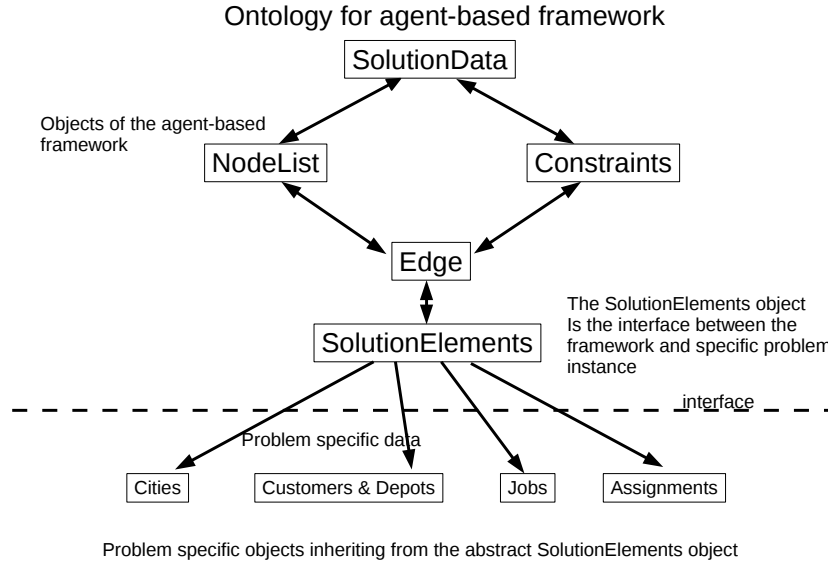 Ontology for agent-based framework
SolutionData
Objects of the agent-based
framework
NodeList
Constraints
Edge
The SolutionElements object
Is the interface between the
framework and specific problem
instance
SolutionElements
interface
Problem specific data
Cities
Customers & Depots
Jobs
Assignments
Problem specific objects inheriting from the abstract SolutionElements object